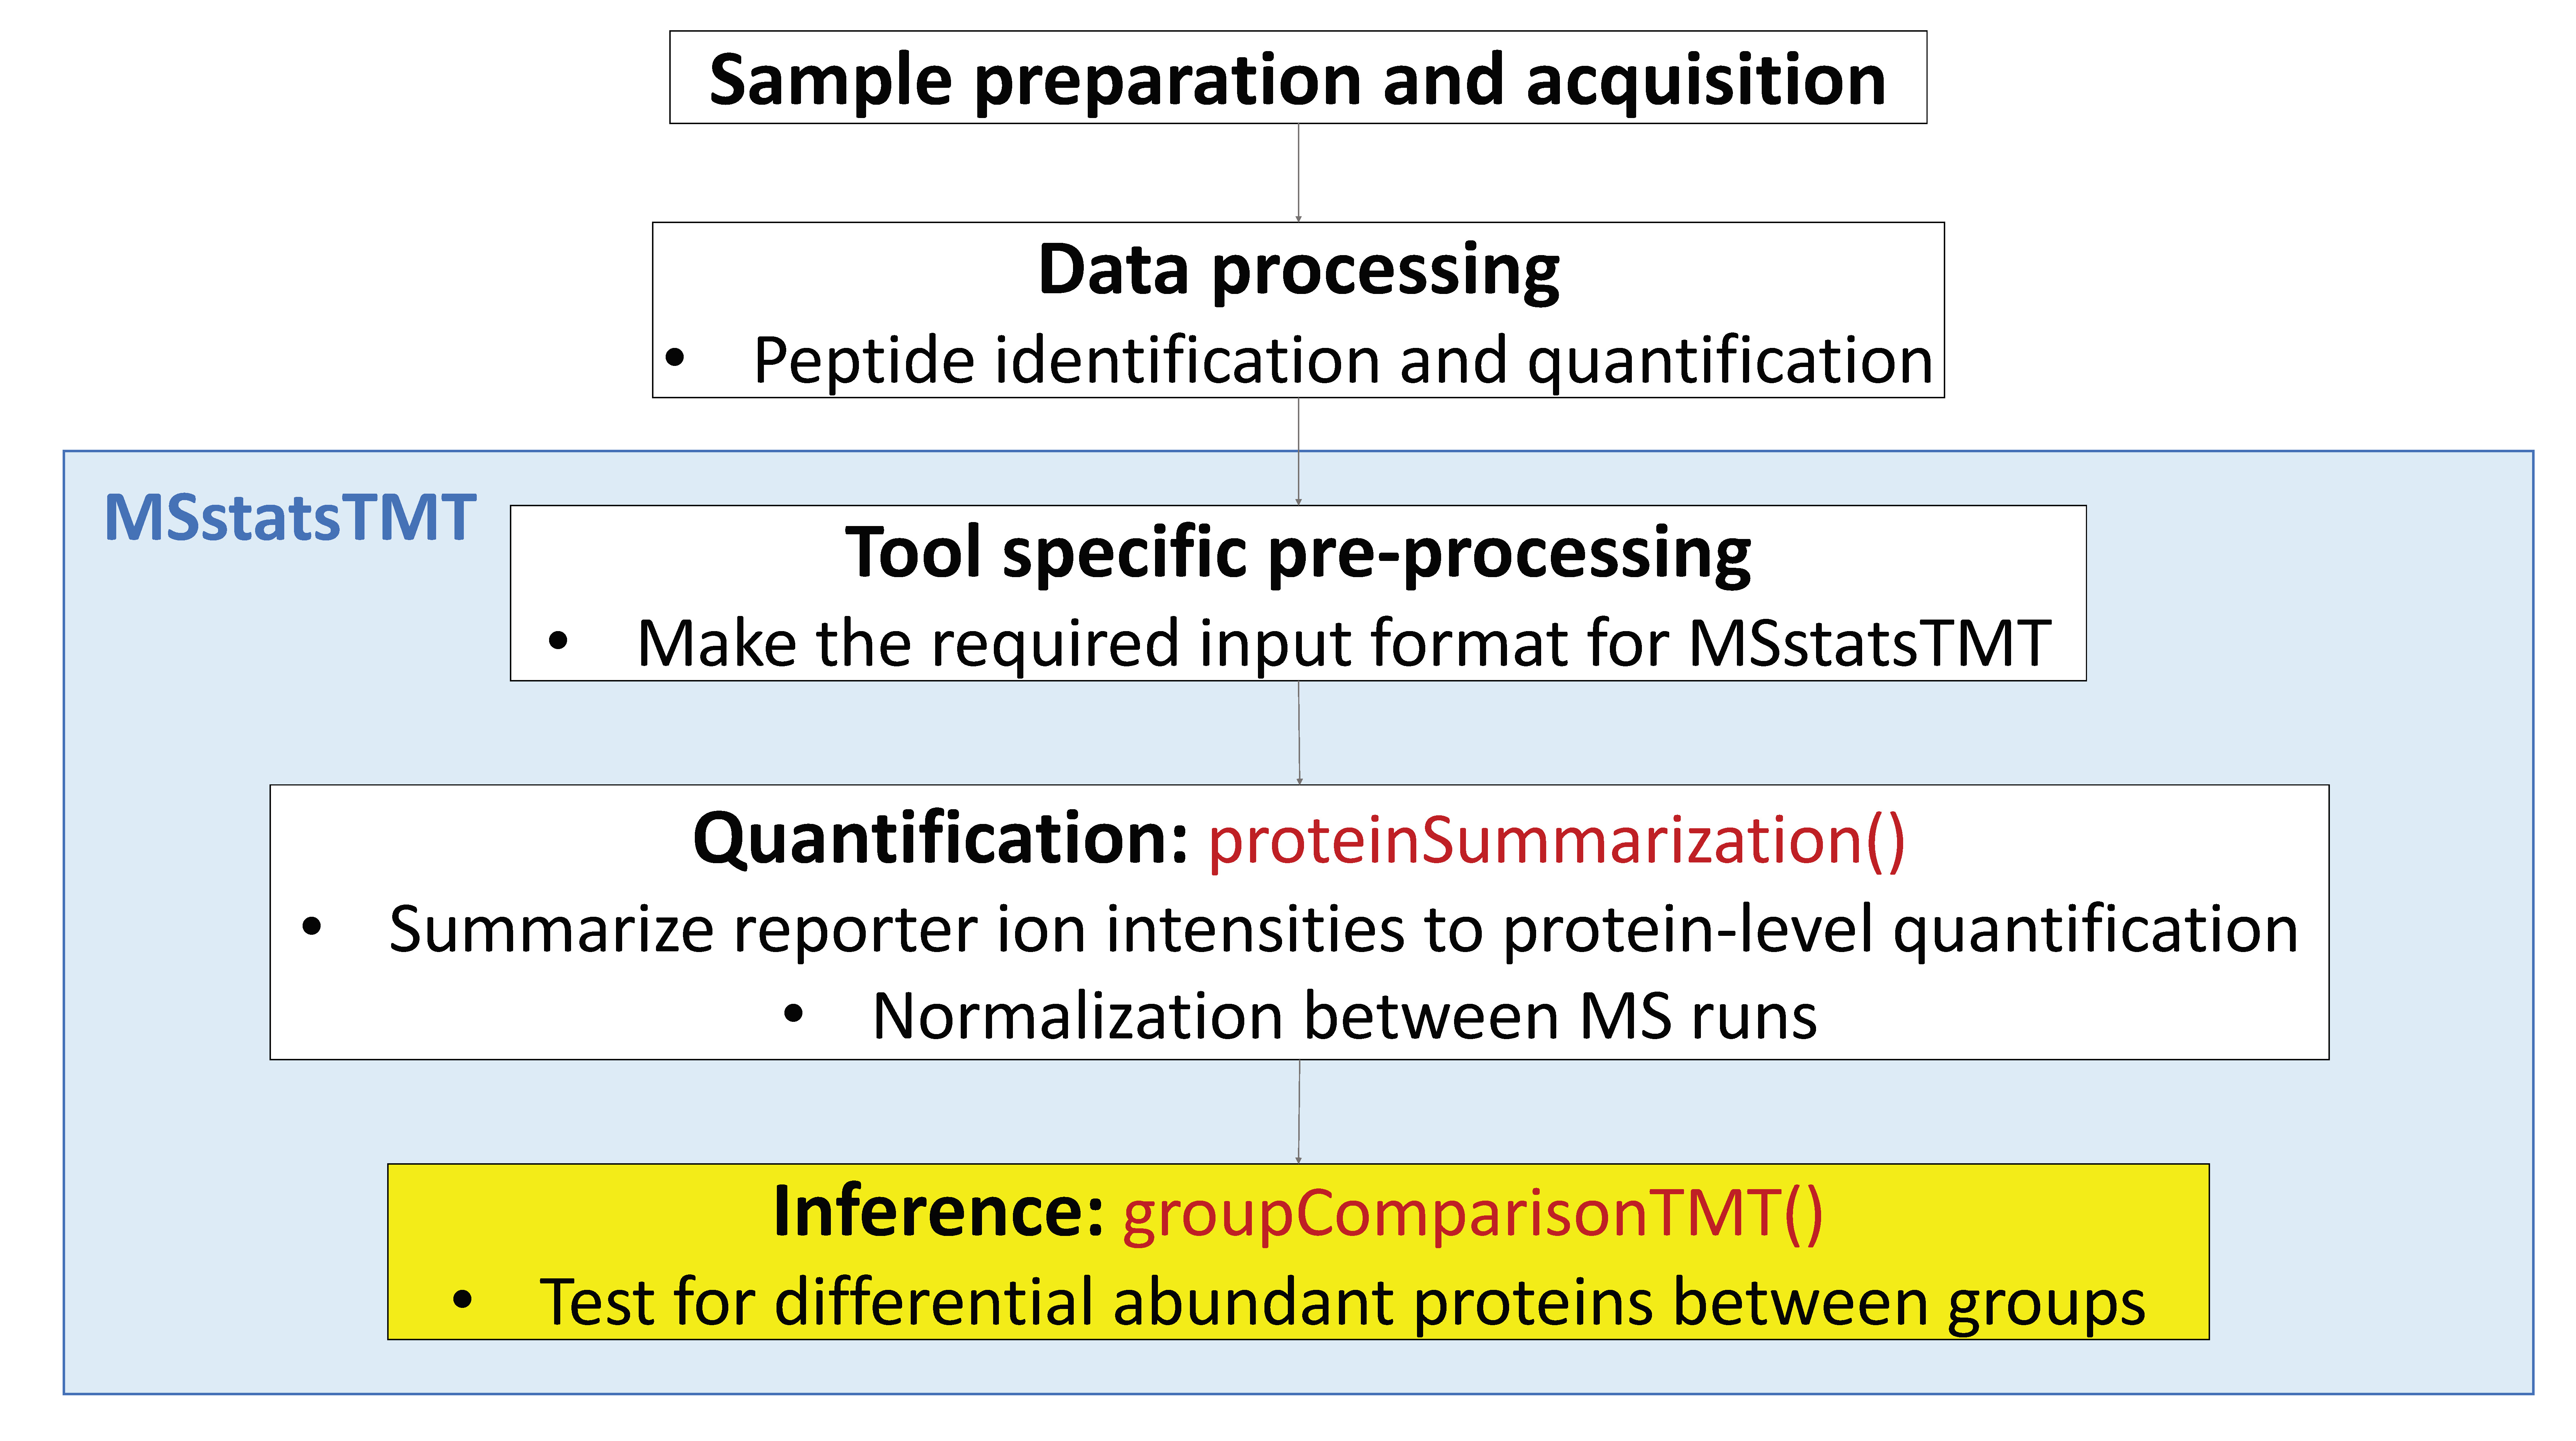 Sample preparation and acquisition
Data processing
• Peptide identification and quantification
MSstatsTMT
Tool specific pre-processing
• Make the required input format for MSstatsTMT
Quantification: proteinSummarization()
• Summarize reporter ion intensities to protein-level quantification
• Normalization between MS runs
Inference: groupComparisonTMT()
• Test for differential abundant proteins between groups